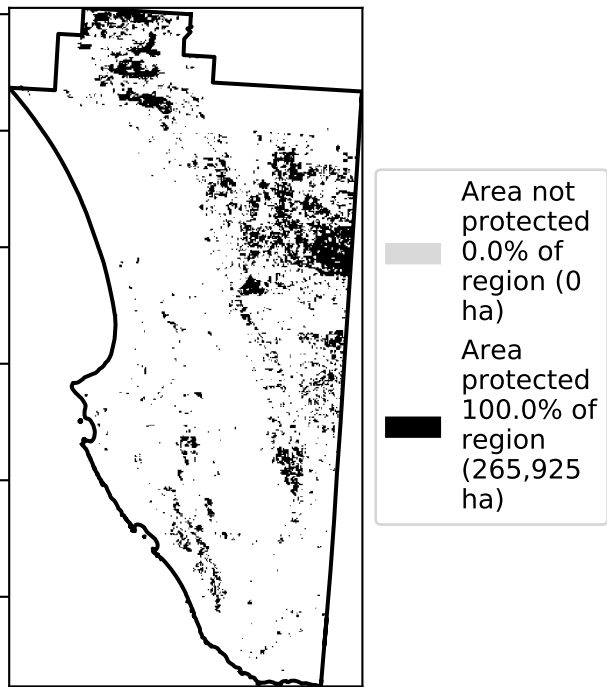 Area not
protected
0.0% of
region (0
ha)
Area
protected
100.0% of
region
(265,925
ha)